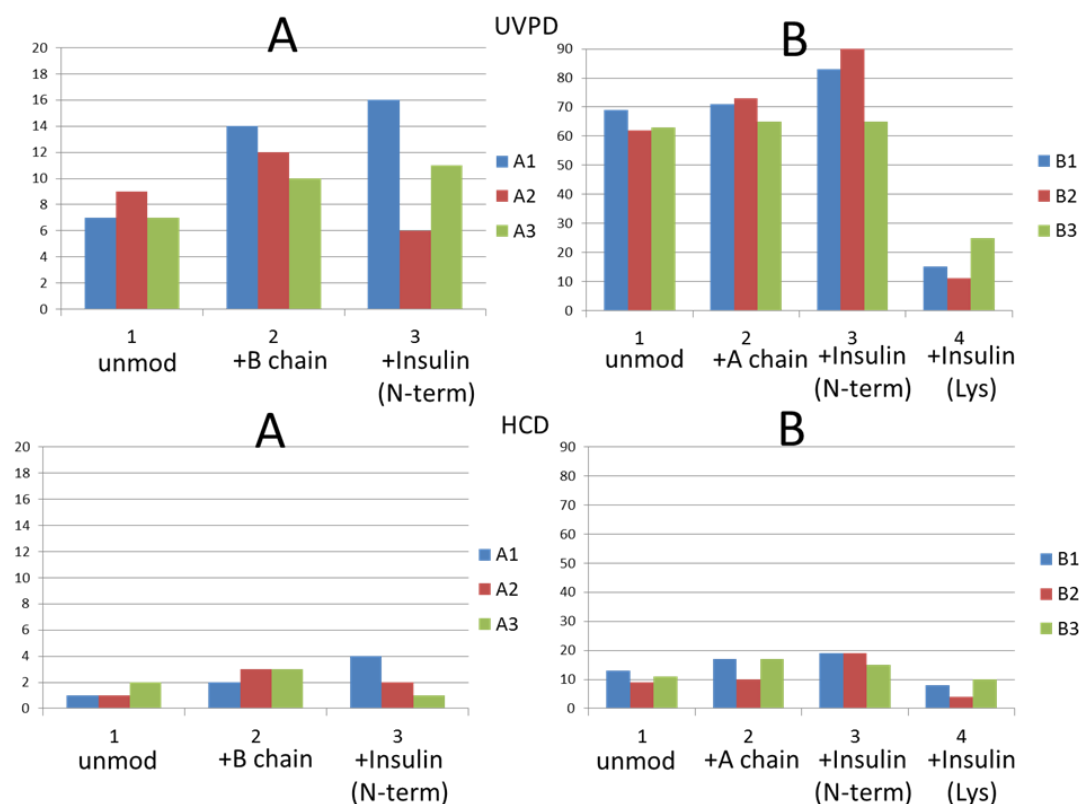 A UVPD B
20
18
16
14
12
10
8
6
4
2
0
1 2 3
unmod +B chain +Insulin
(N-term)
A1
A2
A3
90
80
70
60
50
40
30
20
10
0
1 2 3 4
unmod +A chain +Insulin +Insulin
(N-term) (Lys)
B1
B2
B3
A HCD B
20
18
16
14
12
10
8
6
4
2
0
1 2 3
unmod +B chain +Insulin
(N-term)
A1
A2
A3
90
80
70
60
50
40
30
20
10
0
1 2 3 4
unmod +A chain +Insulin +Insulin
(N-term) (Lys)
B1
B2
B3